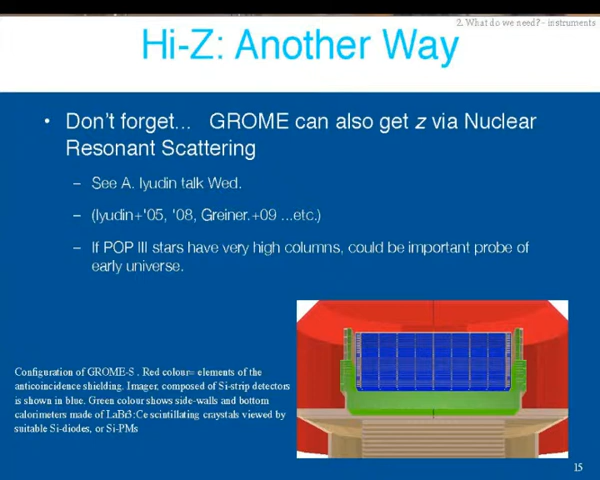 2. What do we need? - instruments
Hi-Z: Another Way
• Don't forget... GROME can also get z via Nuclear
Resonant Scattering
– See A. Iyudin talk Wed.
– (Iyudin+'05, '08, Greiner.+09 ...etc.)
– If POP III stars have very high columns, could be important probe of
early universe.
Configuration of GROME-S . Red colour= elements of the
anticoincidence shielding. Imager, composed of Si-strip detectors
is shown in blue. Green colour shows side-walls and bottom
calorimeters made of LaBr3:Ce scintillating craystals viewed by
suitable Si-diodes, or Si-PMs
15